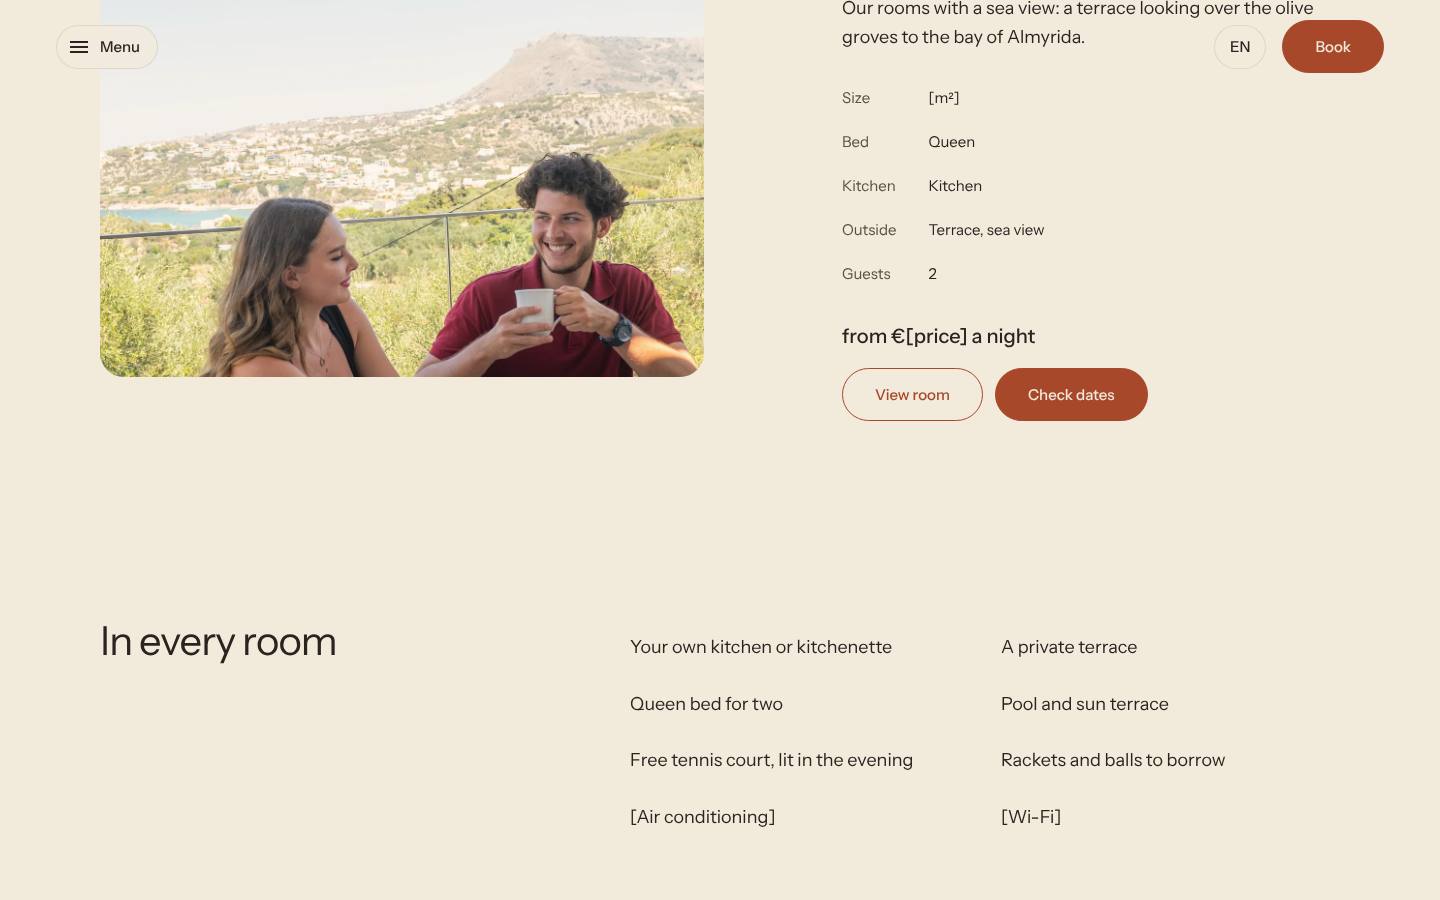 Our rooms with a sea view: a terrace looking over the olive
groves to the bay of Almyrida.
Menu
EN
Book
Size [m²]
Bed Queen
Kitchen Kitchen
Outside Terrace, sea view
Guests 2
from €[price] a night
View room
Check dates
In every room
Your own kitchen or kitchenette
A private terrace
Queen bed for two
Pool and sun terrace
Free tennis court, lit in the evening
Rackets and balls to borrow
[Air conditioning]
[Wi-Fi]